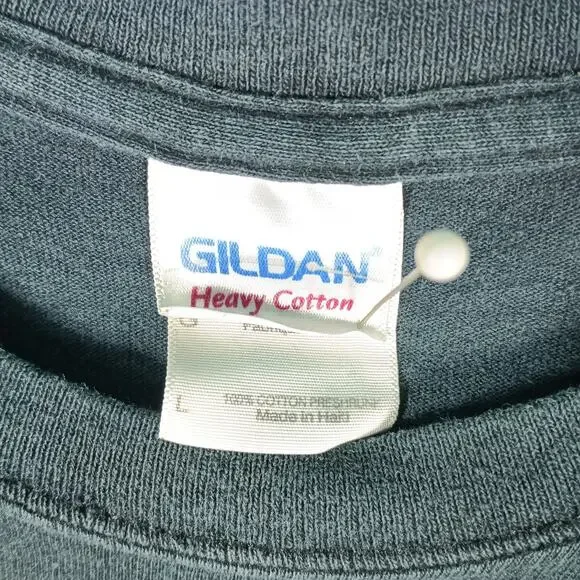 GILDAN
Heavy Cotton
L 100% COTTON PRESHRUNK
Made in Haiti